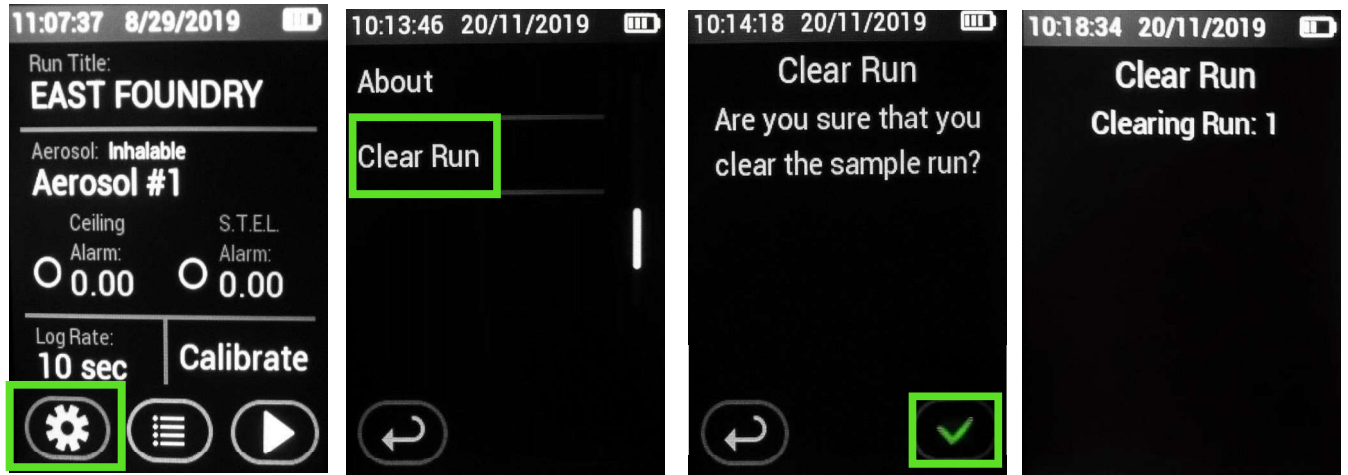 11:07:37 8/29/2019
Run Title:
EAST FOUNDRY
Aerosol: Inhalable
Aerosol #1
Ceiling
Alarm:
0.00
S.T.E.L.
Alarm:
0.00
Log Rate:
10 sec
Calibrate
10:13:46 20/11/2019
About
Clear Run
10:14:18 20/11/2019
Clear Run
Are you sure that you
clear the sample run?
10:18:34 20/11/2019
Clear Run
Clearing Run: 1